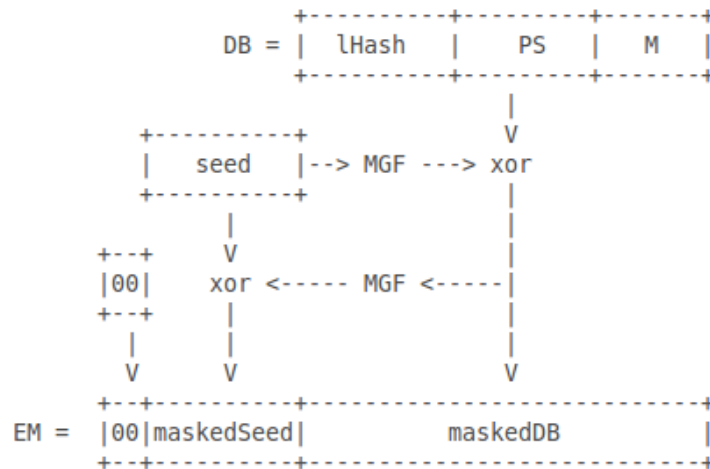 +----------+---------+-------+
             DB = |  lHash   |    PS   |   M   |
                  +----------+---------+-------+
                                 |
        +----------+             V
        |   seed   |--> MGF ---> xor
        +----------+             |
              |                  |
     +--+     V                  |
     |00|    xor <----- MGF <-----|
     +--+     |                  |
       |      |                  |
       V      V                  V
     +--+----------+----------------------------+
EM = |00|maskedSeed|          maskedDB          |
     +--+----------+----------------------------+